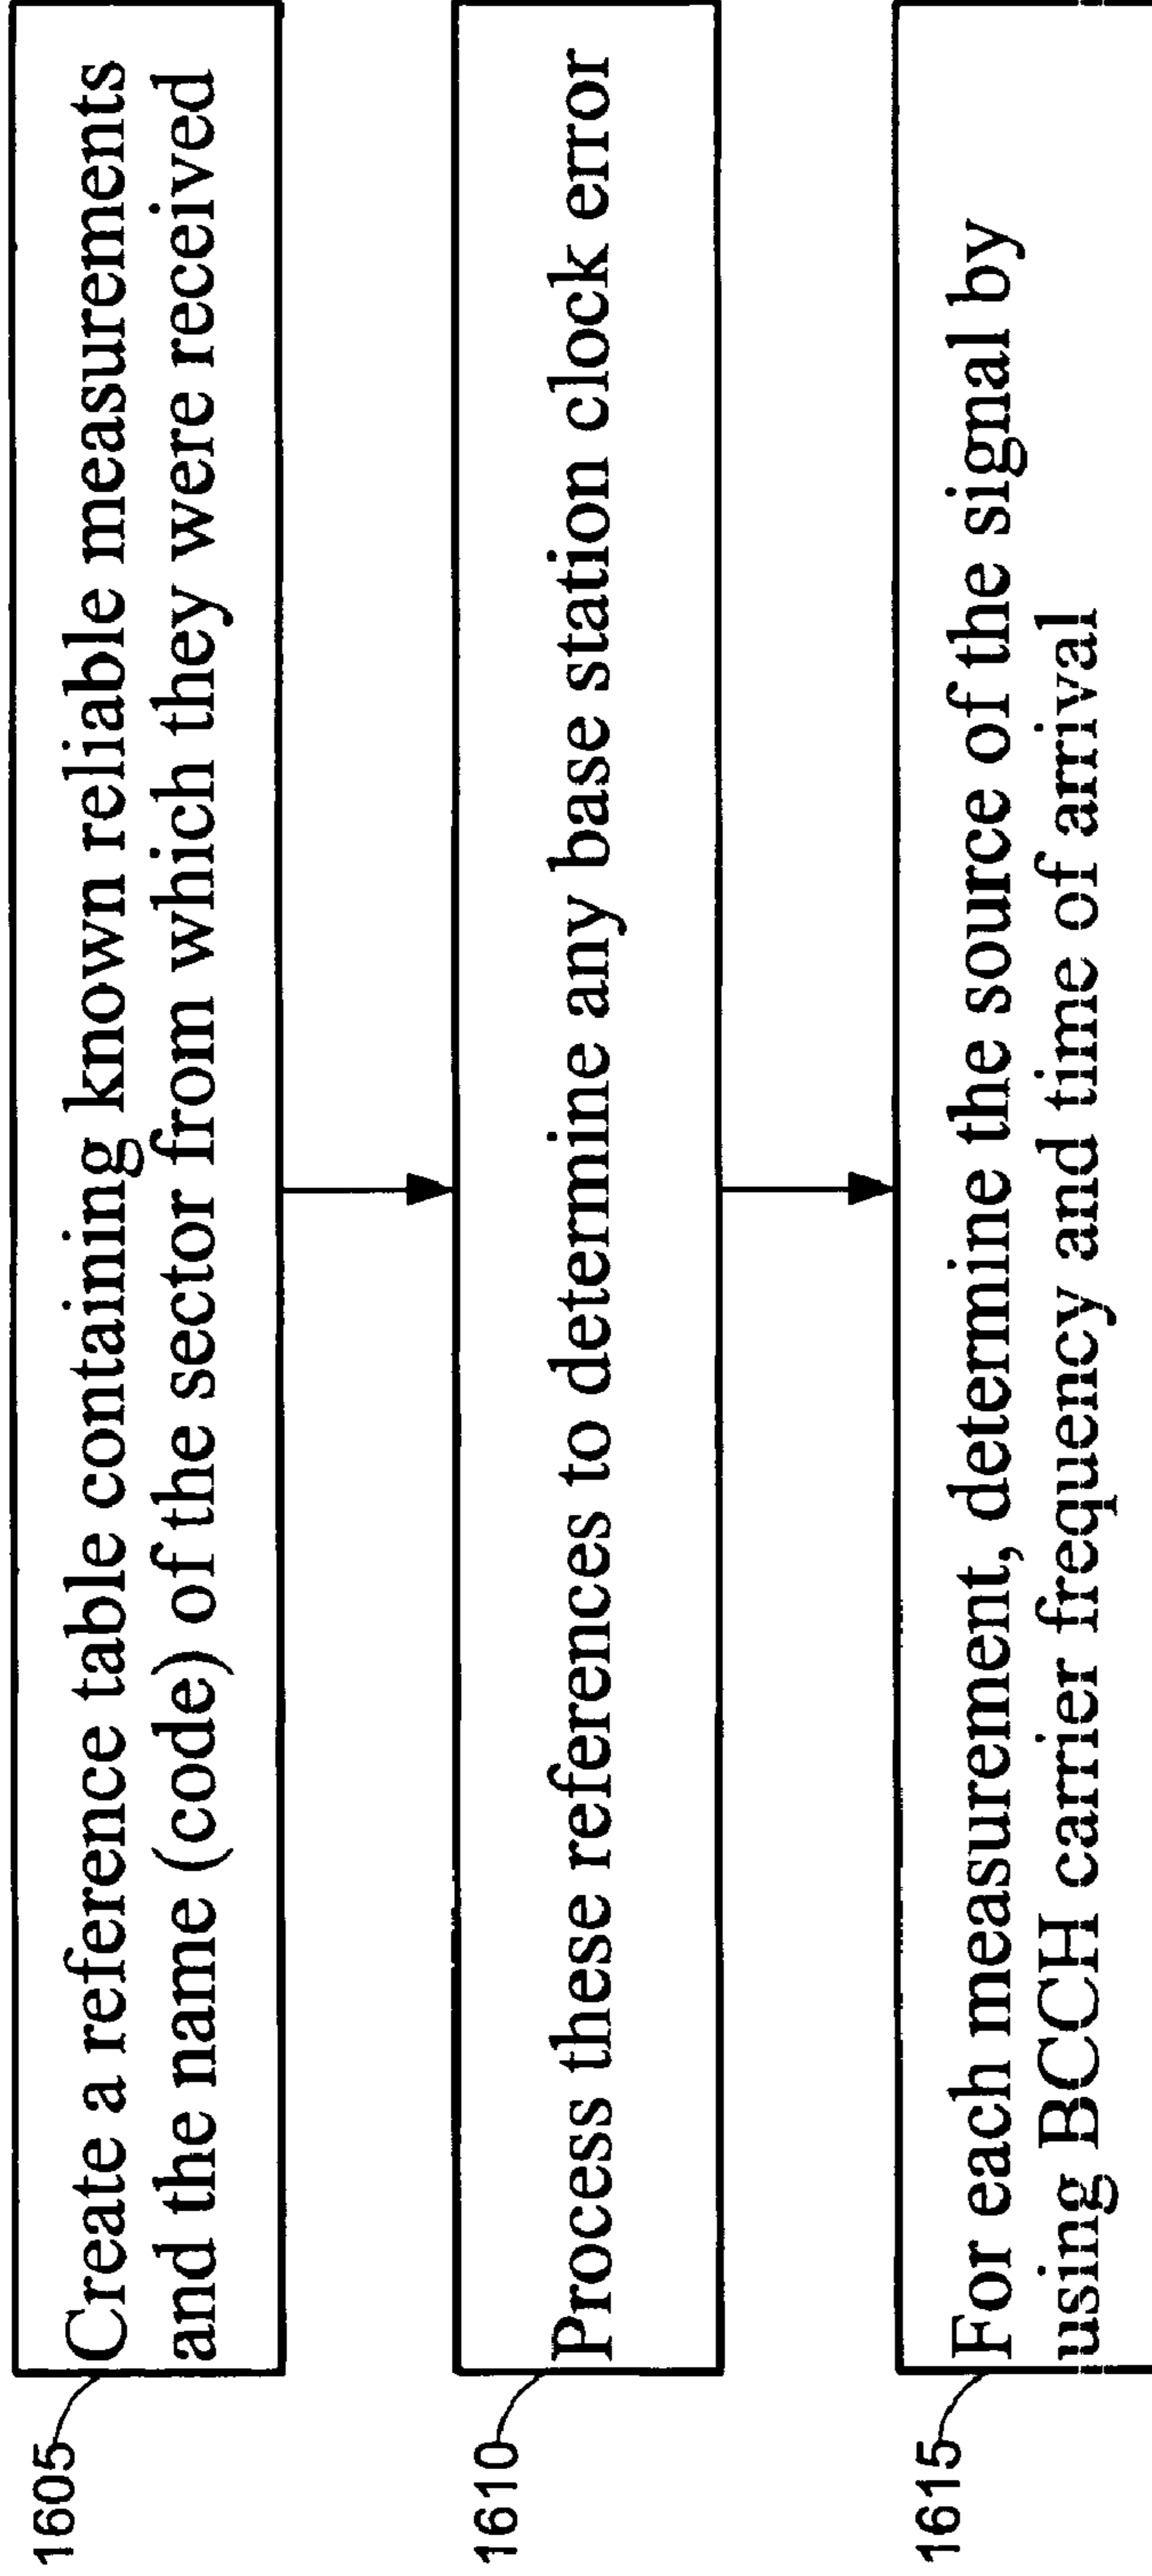 1605
Create a reference table containing known reliable measurements
and the name (code) of the sector from which they were received
1610
Process these references to determine any base station clock error
1615
For each measurement, determine the source of the signal by
using BCCH carrier frequency and time of arrival